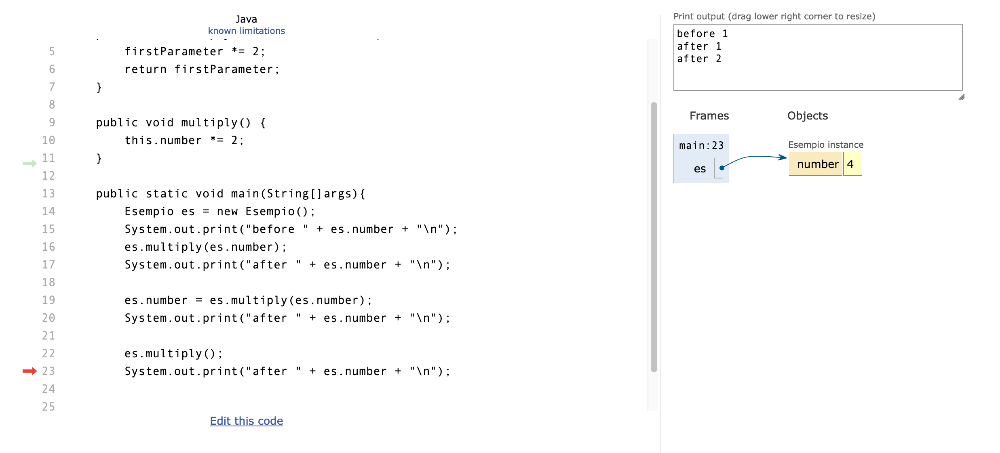 Java
known limitations
5 firstParameter *= 2;
6 return firstParameter;
7 }
8
9 public void multiply() {
10 this.number *= 2;
11 }
12
13 public static void main(String[]args){
14 Esempio es = new Esempio();
15 System.out.print("before " + es.number + "\n");
16 es.multiply(es.number);
17 System.out.print("after " + es.number + "\n");
18
19 es.number = es.multiply(es.number);
20 System.out.print("after " + es.number + "\n");
21
22 es.multiply();
23 System.out.print("after " + es.number + "\n");
24
25
Edit this code
Print output (drag lower right corner to resize)
before 1
after 1
after 2
Frames Objects
main:23
es
Esempio instance
number 4